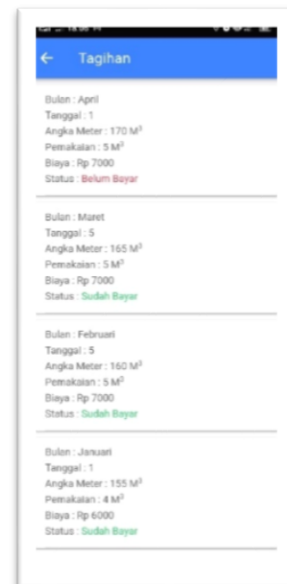 ← Tagihan
Bulan : April
Tanggal : 1
Angka Meter : 170 M³
Pemakaian : 5 M³
Biaya : Rp 7000
Status : Belum Bayar
Bulan : Maret
Tanggal : 5
Angka Meter : 165 M³
Pemakaian : 5 M³
Biaya : Rp 7000
Status : Sudah Bayar
Bulan : Februari
Tanggal : 5
Angka Meter : 160 M³
Pemakaian : 5 M³
Biaya : Rp 7000
Status : Sudah Bayar
Bulan : Januari
Tanggal : 1
Angka Meter : 155 M³
Pemakaian : 4 M³
Biaya : Rp 6000
Status : Sudah Bayar